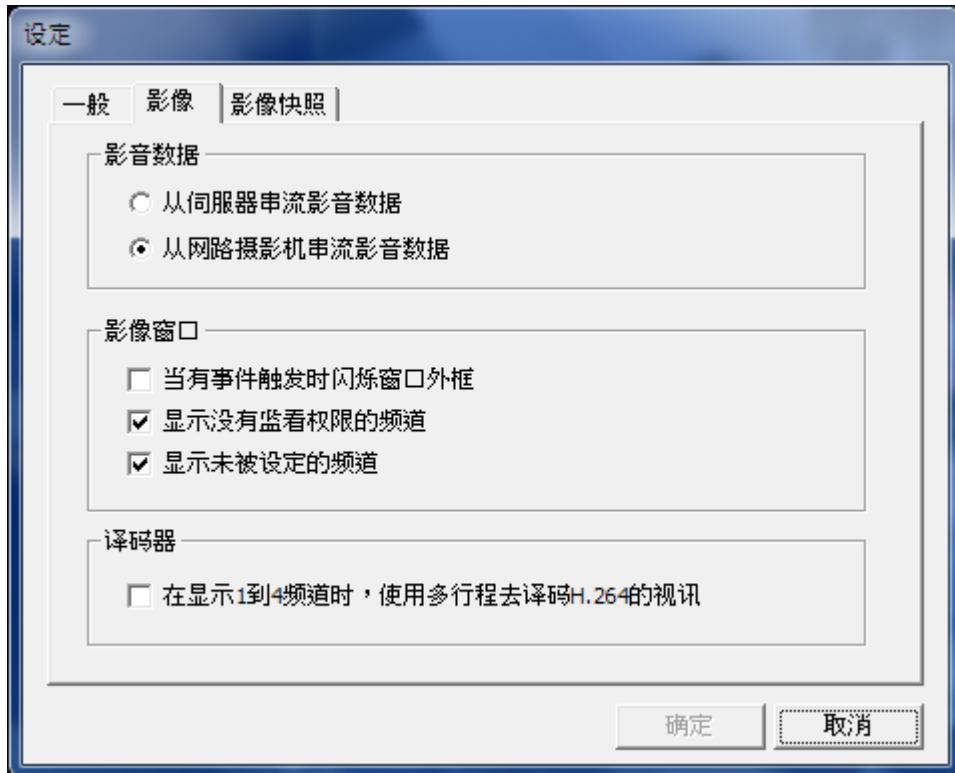 设定
一般 影像 影像快照
影音数据
从伺服器串流影音数据
从网路摄影机串流影音数据
影像窗口
当有事件触发时闪烁窗口外框
显示没有监看权限的频道
显示未被设定的频道
译码器
在显示1到4频道时，使用多行程去译码H.264的视讯
确定 取消